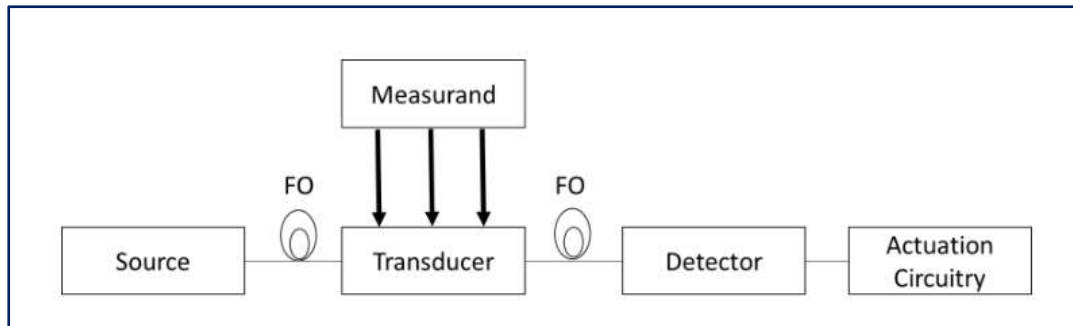 Measurand
FO
FO
Source
Transducer
Detector
Actuation
Circuitry